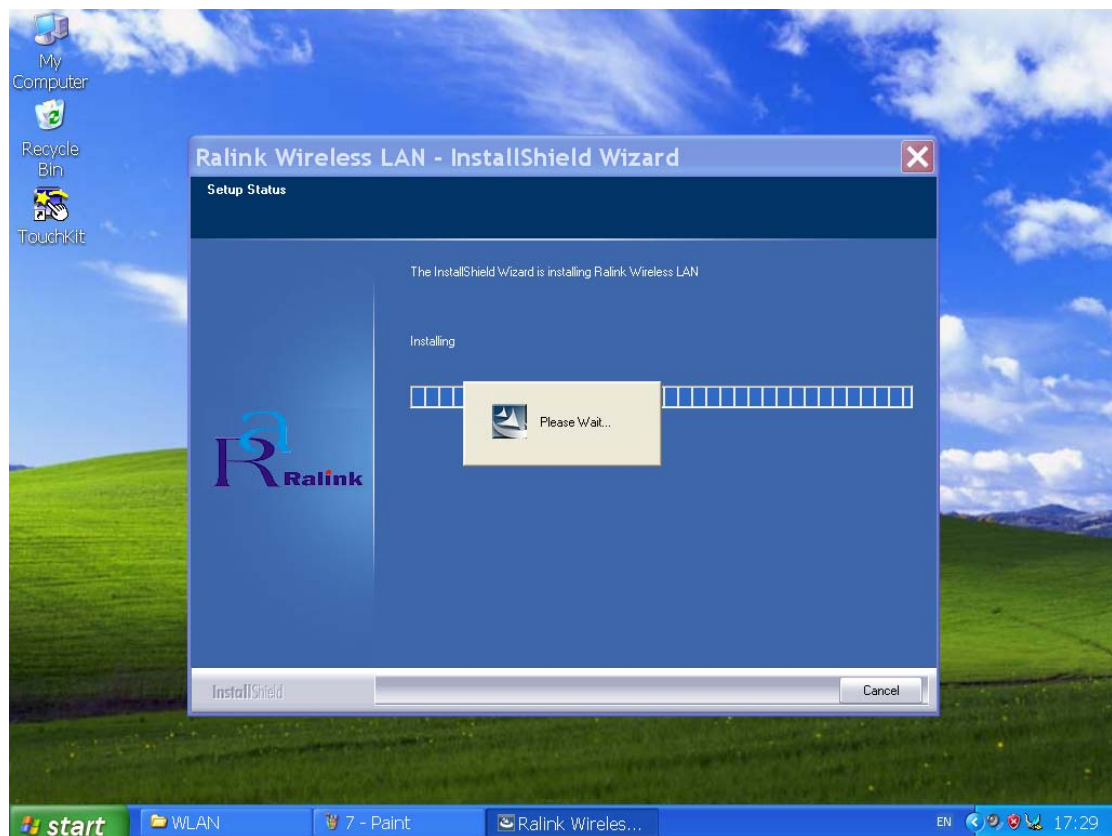 My
Computer
Recycle
Bin
TouchKit
Ralink Wireless LAN - InstallShield Wizard
Setup Status
The InstallShield Wizard is installing Ralink Wireless LAN
Installing
Please Wait...
Ra
Ralink
InstallShield
Cancel
start
WLAN
7 - Paint
Ralink Wireles...
EN
17:29